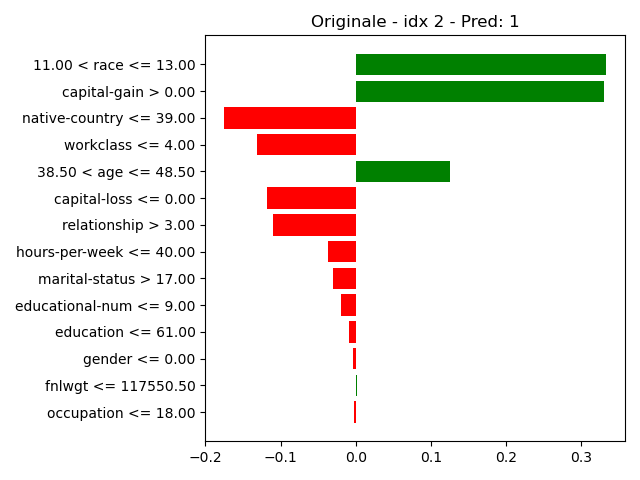 Originale - idx 2 - Pred: 1
11.00 < race <= 13.00
capital-gain > 0.00
native-country <= 39.00
workclass <= 4.00
38.50 < age <= 48.50
capital-loss <= 0.00
relationship > 3.00
hours-per-week <= 40.00
marital-status > 17.00
educational-num <= 9.00
education <= 61.00
gender <= 0.00
fnlwgt <= 117550.50
occupation <= 18.00
−0.2 −0.1 0.0 0.1 0.2 0.3